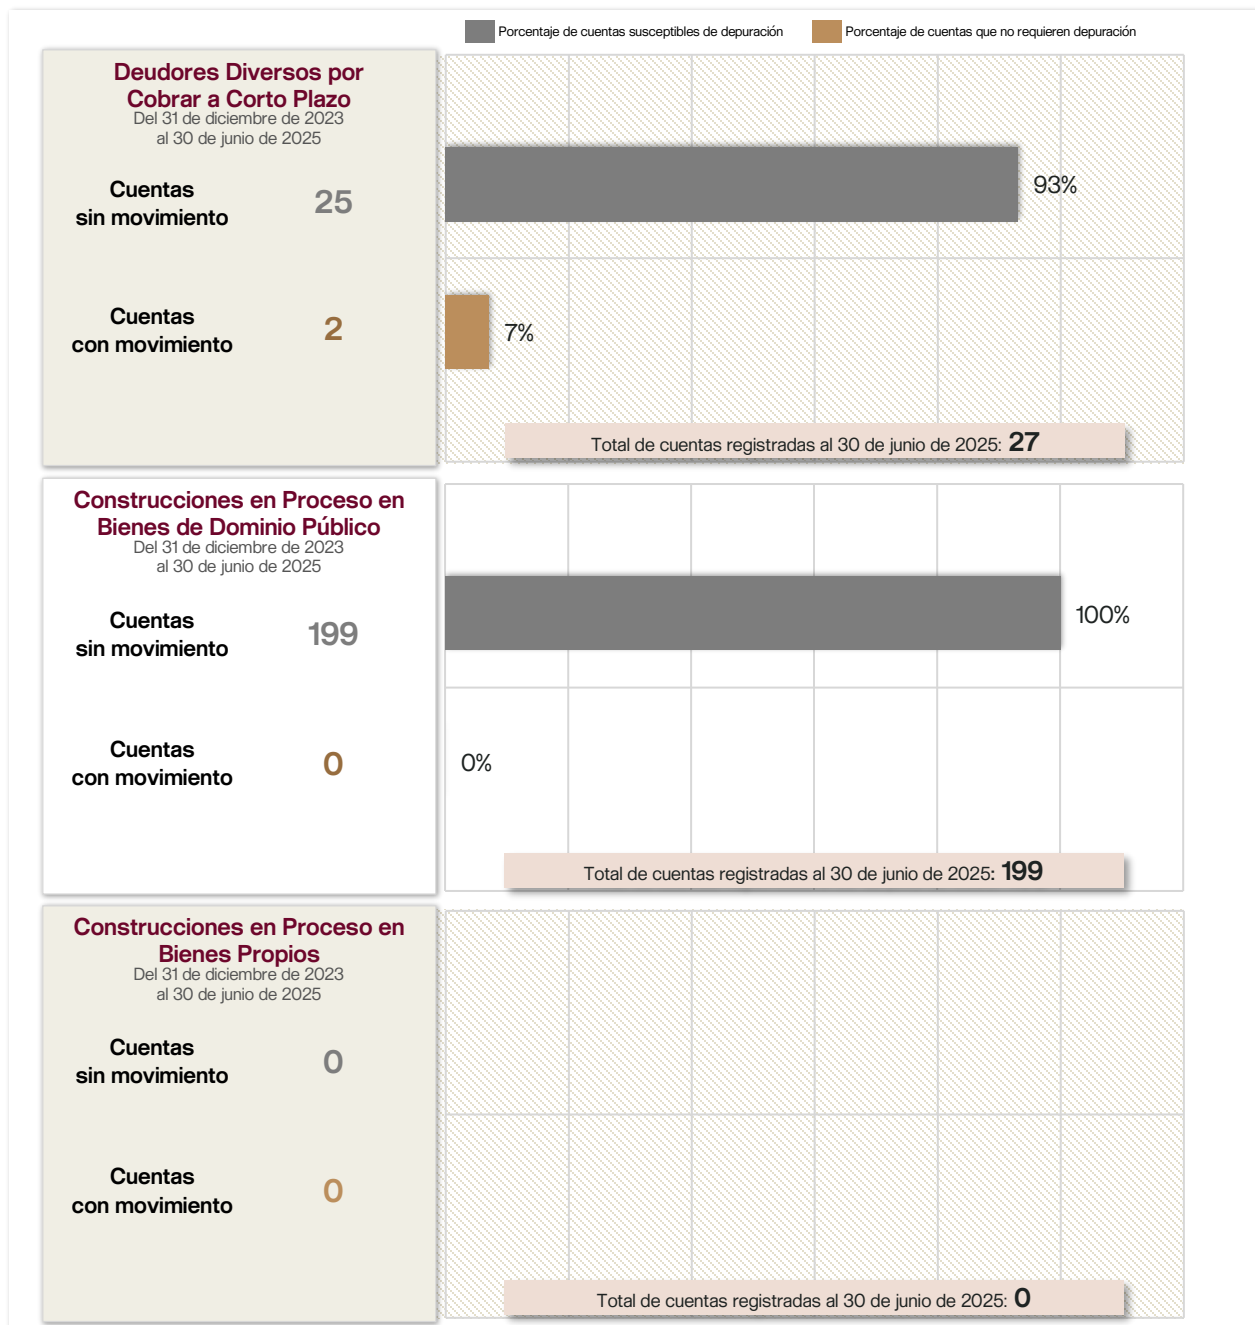 Porcentaje de cuentas susceptibles de depuración
Porcentaje de cuentas que no requieren depuración
Deudores Diversos por
Cobrar a Corto Plazo
Del 31 de diciembre de 2023
al 30 de junio de 2025
Cuentas
sin movimiento
25
93%
Cuentas
con movimiento
2
7%
Total de cuentas registradas al 30 de junio de 2025: 27
Construcciones en Proceso en
Bienes de Dominio Público
Del 31 de diciembre de 2023
al 30 de junio de 2025
Cuentas
sin movimiento
199
100%
Cuentas
con movimiento
0
0%
Total de cuentas registradas al 30 de junio de 2025: 199
Construcciones en Proceso en
Bienes Propios
Del 31 de diciembre de 2023
al 30 de junio de 2025
Cuentas
sin movimiento
0
Cuentas
con movimiento
0
Total de cuentas registradas al 30 de junio de 2025: 0